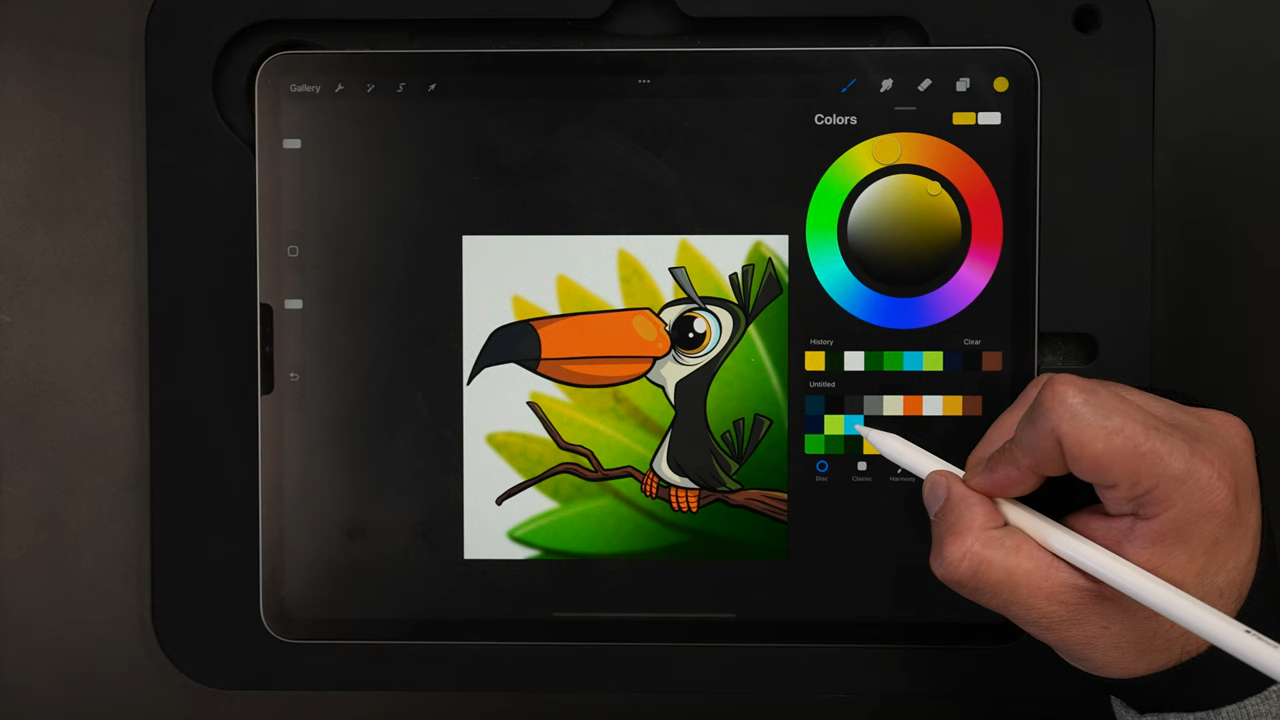 Gallery
Colors
History Clear
Untitled
Disc Classic Harmony